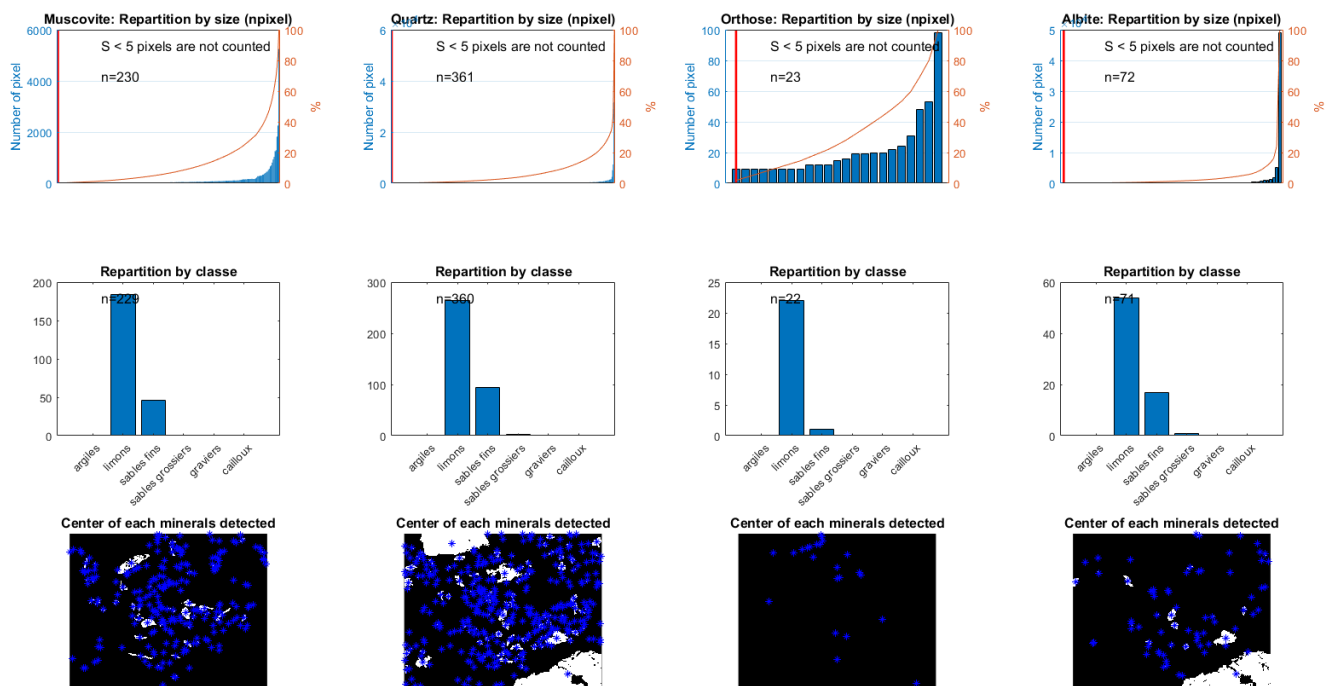 Muscovite: Repartition by size (npixel)
6000
4000
2000
0
Number of pixel
S < 5 pixels are not counted
n=230
100
80
60
40
20
0
%
Quartz: Repartition by size (npixel)
6
4
2
0
Number of pixel
S < 5 pixels are not counted
n=361
100
80
60
40
20
0
%
Orthose: Repartition by size (npixel)
100
80
60
40
20
0
Number of pixel
S < 5 pixels are not counted
n=23
100
80
60
40
20
0
%
Albite: Repartition by size (npixel)
5
4
3
2
1
0
Number of pixel
S < 5 pixels are not counted
n=72
100
80
60
40
20
0
%
Repartition by classe
200
150
100
50
0
n=229
argiles
limons
sables fins
sables grossiers
graviers
cailloux
Repartition by classe
300
200
100
0
n=360
argiles
limons
sables fins
sables grossiers
graviers
cailloux
Repartition by classe
25
20
15
10
5
0
n=22
argiles
limons
sables fins
sables grossiers
graviers
cailloux
Repartition by classe
60
40
20
0
n=71
argiles
limons
sables fins
sables grossiers
graviers
cailloux
Center of each minerals detected
Center of each minerals detected
Center of each minerals detected
Center of each minerals detected